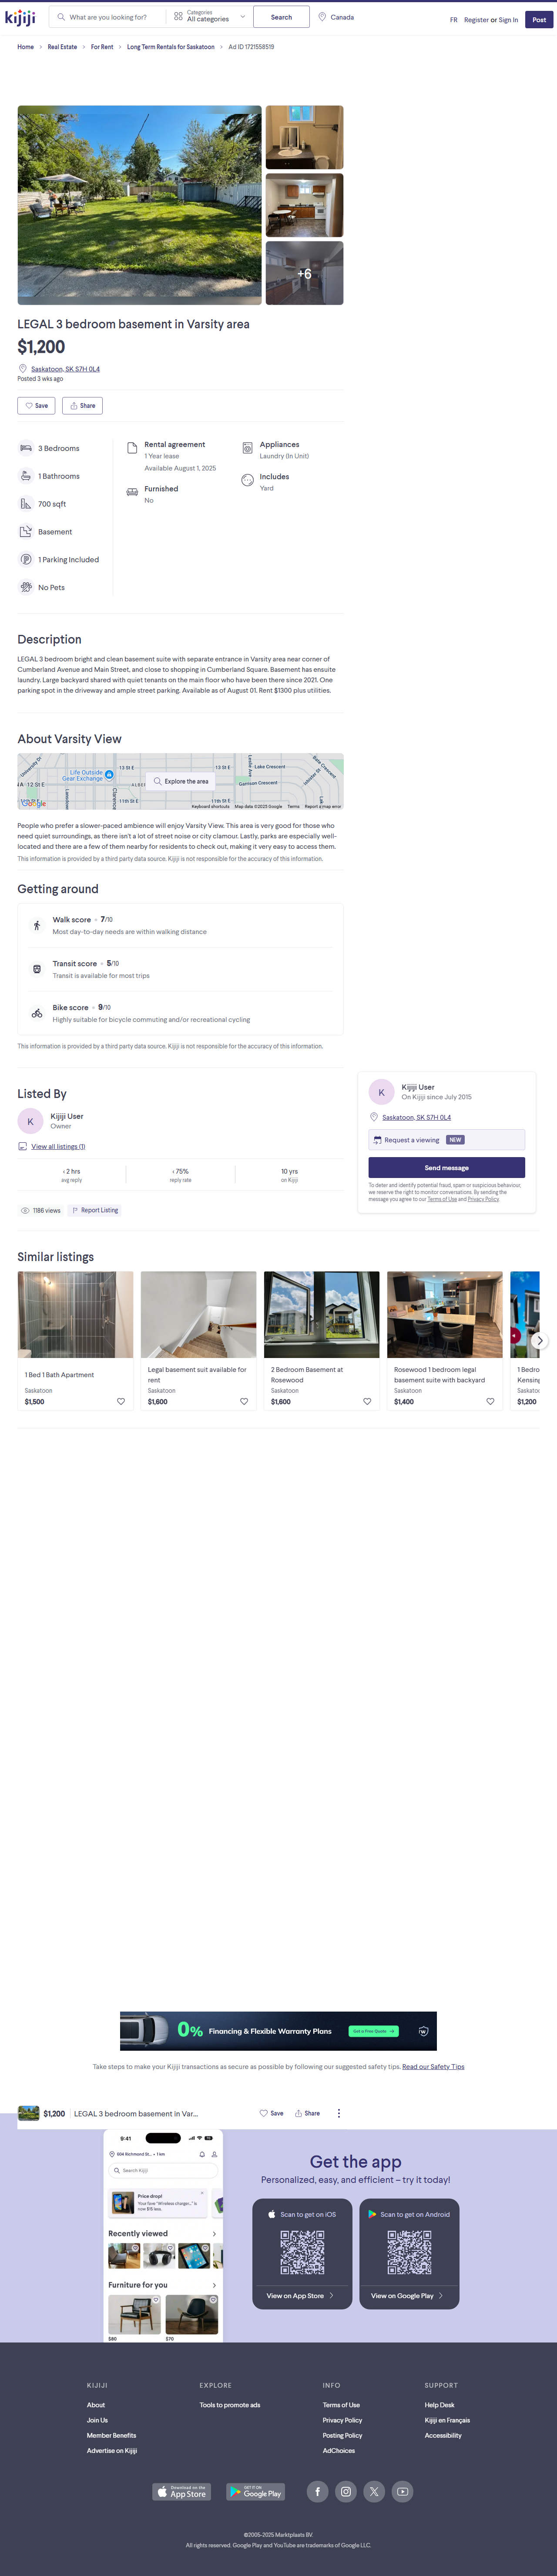 kijiji
What are you looking for?
Categories
All categories
Search
Canada
FR
Register or Sign In
Post
Home > Real Estate > For Rent > Long Term Rentals for Saskatoon > Ad ID 1721558519
+6
LEGAL 3 bedroom basement in Varsity area
$1,200
Saskatoon, SK S7H 0L4
Posted 3 wks ago
Save
Share
3 Bedrooms
1 Bathrooms
700 sqft
Basement
1 Parking Included
No Pets
Rental agreement
1 Year lease
Available August 1, 2025
Furnished
No
Appliances
Laundry (In Unit)
Includes
Yard
Description
LEGAL 3 bedroom bright and clean basement suite with separate entrance in Varsity area near corner of
Cumberland Avenue and Main Street, and close to shopping in Cumberland Square. Basement has ensuite
laundry. Large backyard shared with quiet tenants on the main floor who have been there since 2021. One
parking spot in the driveway and ample street parking. Available as of August 01. Rent $1300 plus utilities.
About Varsity View
University Dr
Life Outside
Gear Exchange
13 St E
12 St E
11th St E
Clarence
Explore the area
13 St E
12 St E
11th St E
Leslie Ave
Lake Crescent
Garrison Crescent
Bate Crescent
Google
Keyboard shortcuts
Map data ©2025 Google
Terms
Report a map error
People who prefer a slower-paced ambience will enjoy Varsity View. This area is very good for those who
need quiet surroundings, as there isn't a lot of street noise or city clamour. Lastly, parks are especially well-
located and there are a few of them nearby for residents to check out, making it very easy to access them.
This information is provided by a third party data source. Kijiji is not responsible for the accuracy of this information.
Getting around
Walk score • 7/10
Most day-to-day needs are within walking distance
Transit score • 5/10
Transit is available for most trips
Bike score • 9/10
Highly suitable for bicycle commuting and/or recreational cycling
This information is provided by a third party data source. Kijiji is not responsible for the accuracy of this information.
Listed By
K
Kijiji User
Owner
View all listings (1)
< 2 hrs
avg reply
< 75%
reply rate
10 yrs
on Kijiji
1186 views
Report Listing
K
Kijiji User
On Kijiji since July 2015
Saskatoon, SK S7H 0L4
Request a viewing
NEW
Send message
To deter and identify potential fraud, spam or suspicious behaviour,
we reserve the right to monitor conversations. By sending the
message you agree to our Terms of Use and Privacy Policy
Similar listings
1 Bed 1 Bath Apartment
Saskatoon
$1,500
Legal basement suit available for
rent
Saskatoon
$1,600
2 Bedroom Basement at
Rosewood
Saskatoon
$1,600
Rosewood 1 bedroom legal
basement suite with backyard
Saskatoon
$1,400
1 Bedro
Kensing
Saskatoo
$1,200
0% Financing & Flexible Warranty Plans
Get a Free Quote
Take steps to make your Kijiji transactions as secure as possible by following our suggested safety tips. Read our Safety Tips
$1,200
LEGAL 3 bedroom basement in Var...
Save
Share
9:41
604 Richmond St... • 1 km
Search Kijiji
Price drop!
Your fave "Wireless charger..." is
now $15 less.
Recently viewed
Furniture for you
$80
$70
Get the app
Personalized, easy, and efficient – try it today!
Scan to get on iOS
View on App Store
Scan to get on Android
View on Google Play
KIJIJI
About
Join Us
Member Benefits
Advertise on Kijiji
EXPLORE
Tools to promote ads
INFO
Terms of Use
Privacy Policy
Posting Policy
AdChoices
SUPPORT
Help Desk
Kijiji en Français
Accessibility
Download on the
App Store
GET IT ON
Google Play
©2005-2025 Marktplaats BV.
All rights reserved. Google Play and YouTube are trademarks of Google LLC.